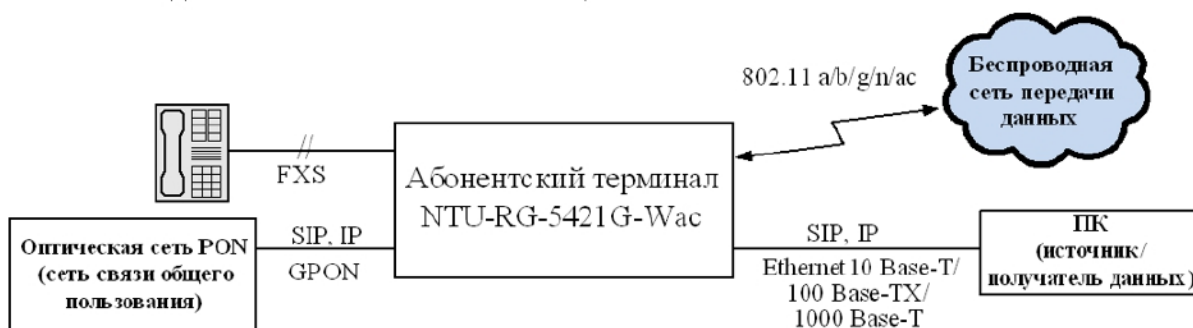 802.11 a/b/g/n/ac
Беспроводная
сеть передачи
данных
FXS
Абонентский терминал
NTU-RG-5421G-Wac
Оптическая сеть PON
(сеть связи общего
пользования)
SIP, IP
GPON
SIP, IP
Ethernet 10 Base-T/
100 Base-TX/
1000 Base-T
ПК
(источник/
получатель данных)